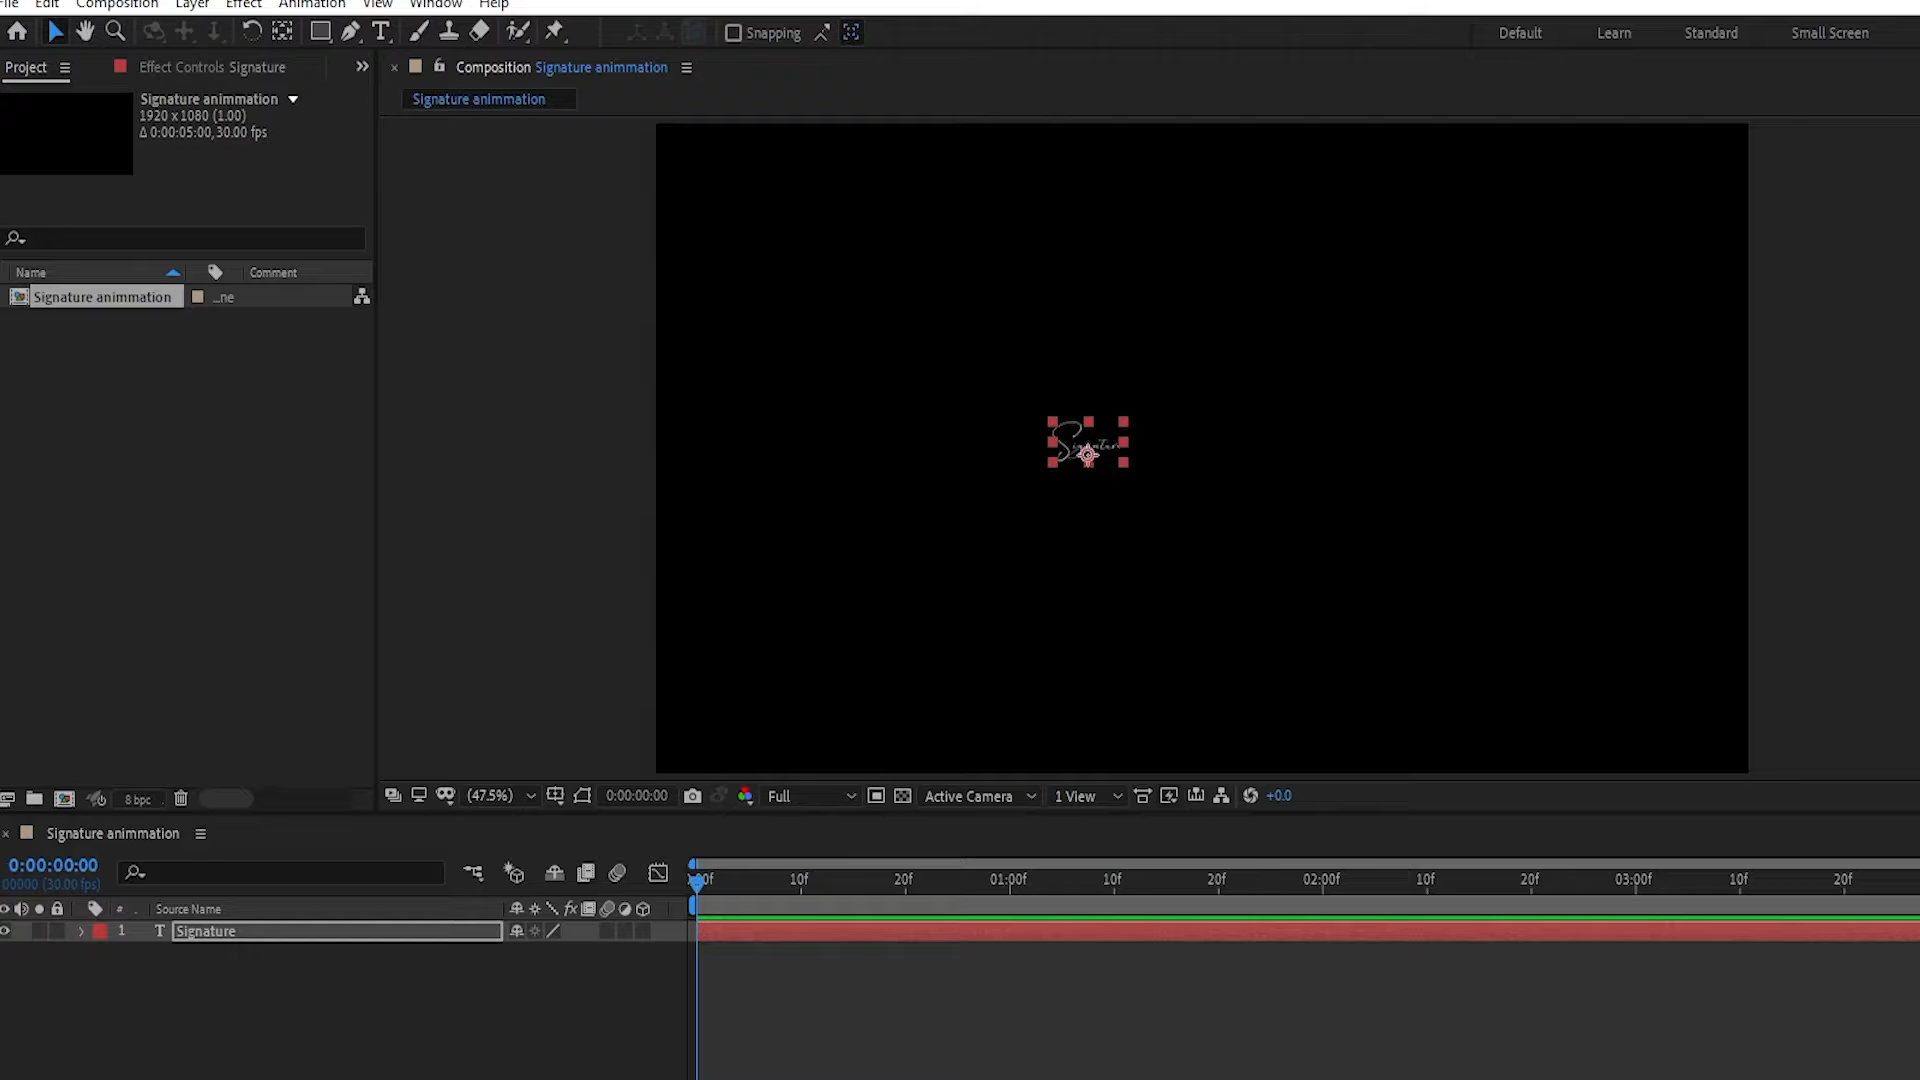 File Edit Composition Layer Effect Animation View Window Help
T Snapping Default Learn Standard Small Screen
Project Effect Controls Signature
Composition Signature animmation
Signature animmation
Signature animmation
1920 x 1080 (1.00)
Δ 0:00:05:00, 30.00 fps
Name Comment
Signature animmation ...ne
Signature
8 bpc
(47.5%) 0:00:00:00 Full Active Camera 1 View +0.0
Signature animmation
0:00:00:00
00000 (30.00 fps)
:00f 10f 20f 01:00f 10f 20f 02:00f 10f 20f 03:00f 10f 20f
# . Source Name fx
1 T Signature